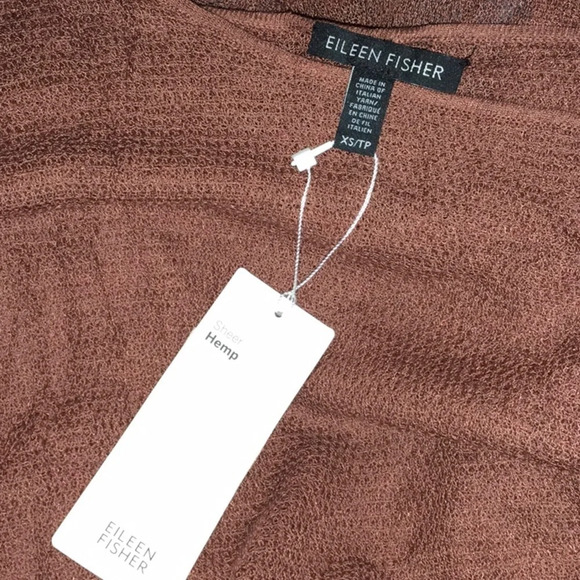 EILEEN FISHER
MADE IN
CHINA OF
ITALIAN
YARN/
FABRIQUÉ
EN CHINE
DE FIL
ITALIEN
XS/TP
Sheer
Hemp
EILEEN
FISHER